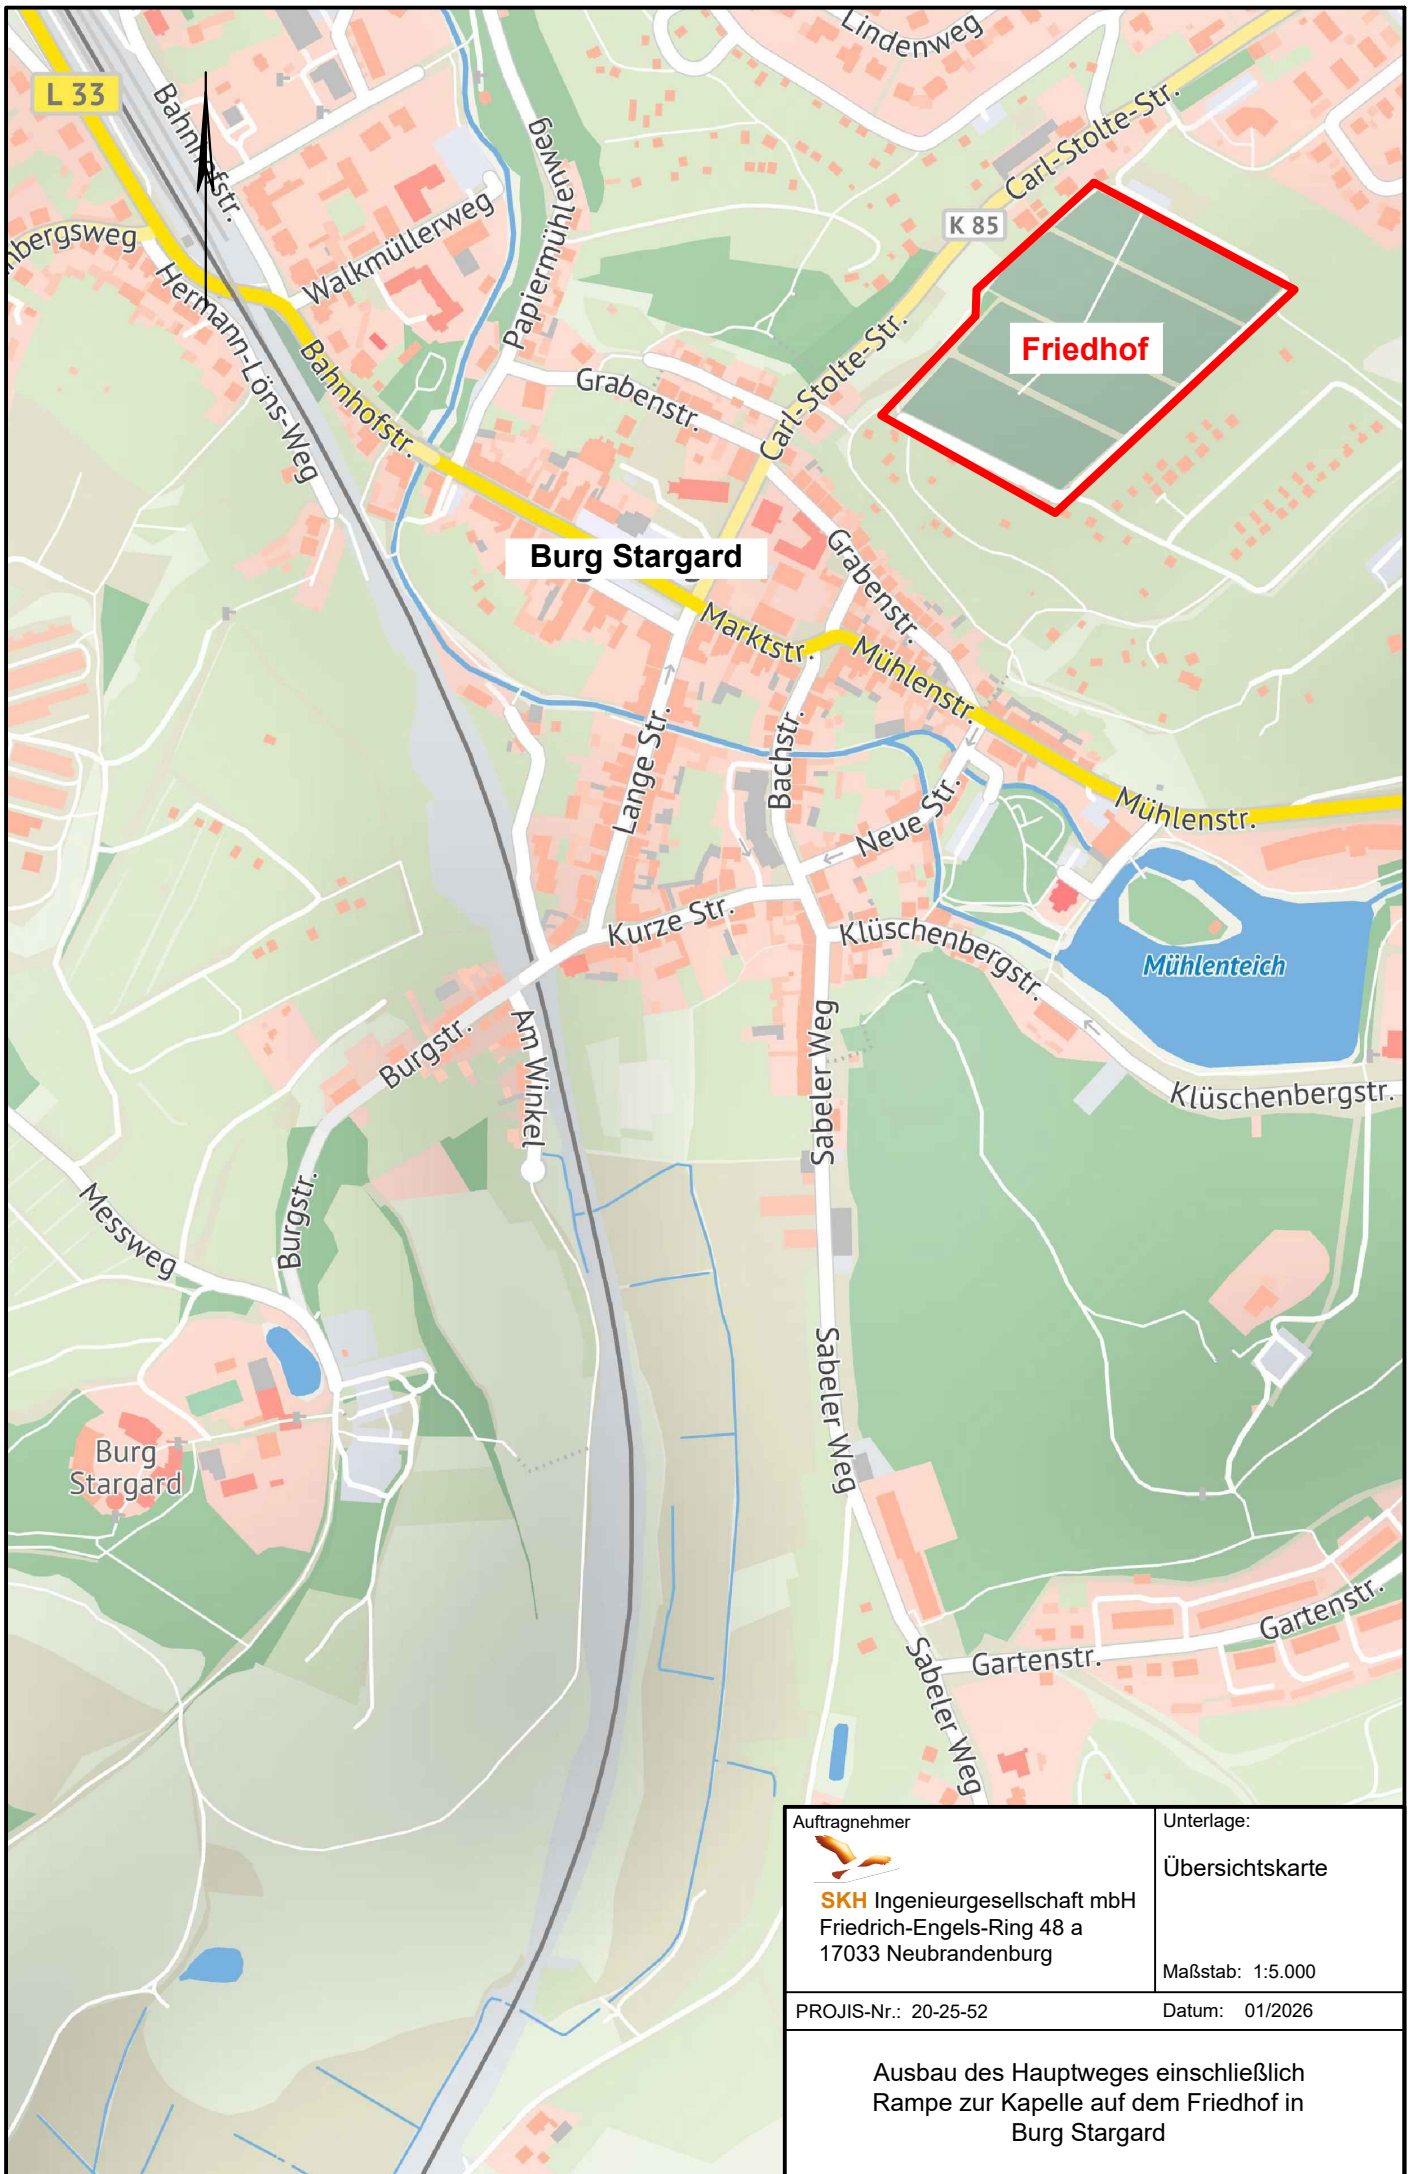 Lindenweg
L 33
Bahnhofstr.
Papiermühlenweg
Carl-Stolte-Str.
K 85
Walkmüllerweg
nbergsweg
Hermann-Löns-Weg
Friedhof
Bahnhofstr.
Grabenstr.
Carl-Stolte-Str.
Burg Stargard
Grabenstr.
Marktstr.
Mühlenstr.
Lange Str.
Bachstr.
Neue Str.
Mühlenstr.
Kurze Str.
Klüschenbergstr.
Mühlenteich
Burgstr.
Am Winkel
Sabeler Weg
Klüschenbergstr.
Messweg
Burgstr.
Sabeler Weg
Burg
Stargard
Gartenstr.
Gartenstr.
Sabeler Weg
Auftragnehmer
SKH Ingenieurgesellschaft mbH
Friedrich-Engels-Ring 48 a
17033 Neubrandenburg
Unterlage:
Übersichtskarte
Maßstab: 1:5.000
PROJIS-Nr.: 20-25-52
Datum: 01/2026
Ausbau des Hauptweges einschließlich
Rampe zur Kapelle auf dem Friedhof in
Burg Stargard